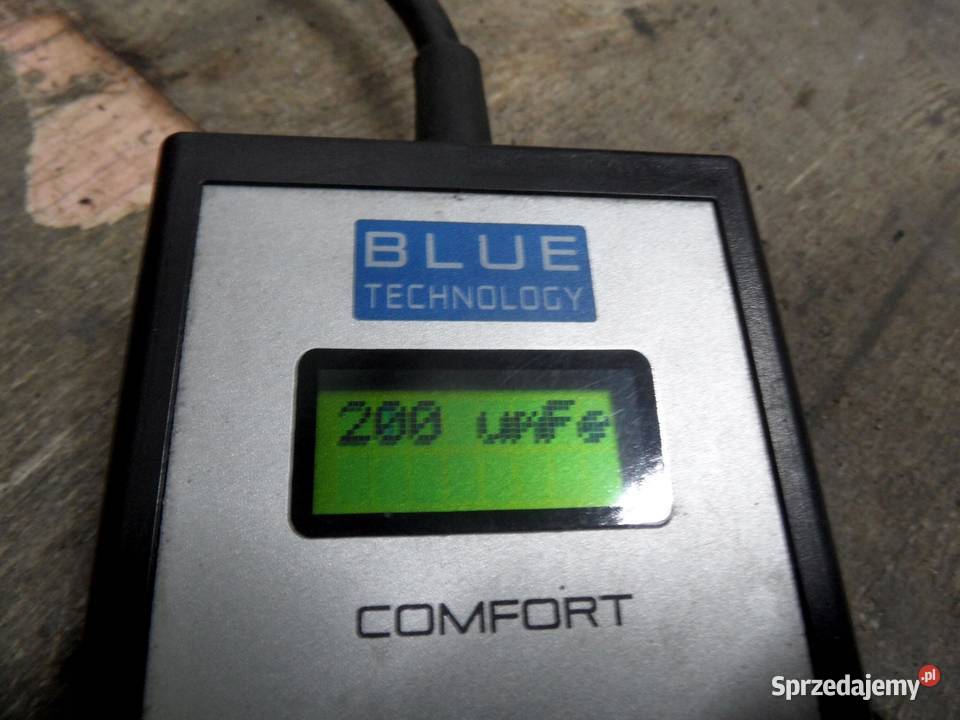 BLUE
TECHNOLOGY
200 umFe
COMFORT
Sprzedajemy.pl